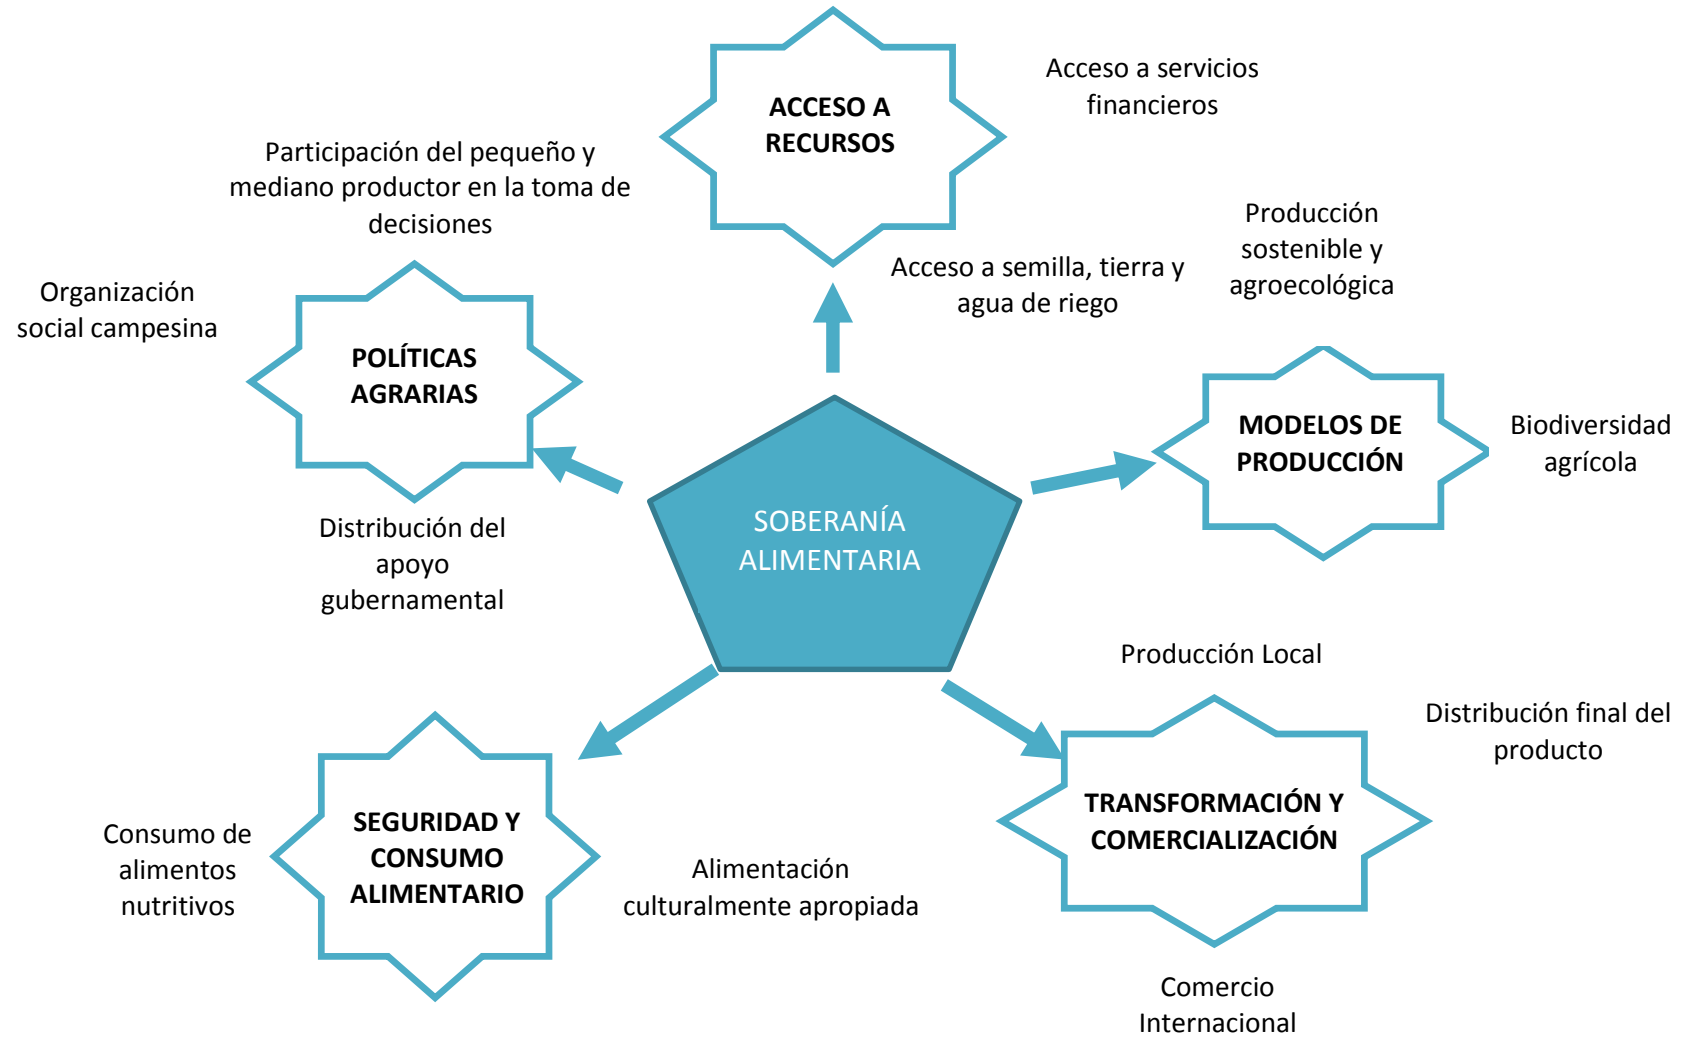 ACCESO A
RECURSOS
Acceso a servicios
financieros
Acceso a semilla, tierra y
agua de riego
Participación del pequeño y
mediano productor en la toma de
decisiones
Organización
social campesina
POLÍTICAS
AGRARIAS
Distribución del
apoyo
gubernamental
Producción
sostenible y
agroecológica
MODELOS DE
PRODUCCIÓN
Biodiversidad
agrícola
SOBERANÍA
ALIMENTARIA
Producción Local
Distribución final del
producto
TRANSFORMACIÓN Y
COMERCIALIZACIÓN
Comercio
Internacional
SEGURIDAD Y
CONSUMO
ALIMENTARIO
Consumo de
alimentos
nutritivos
Alimentación
culturalmente apropiada